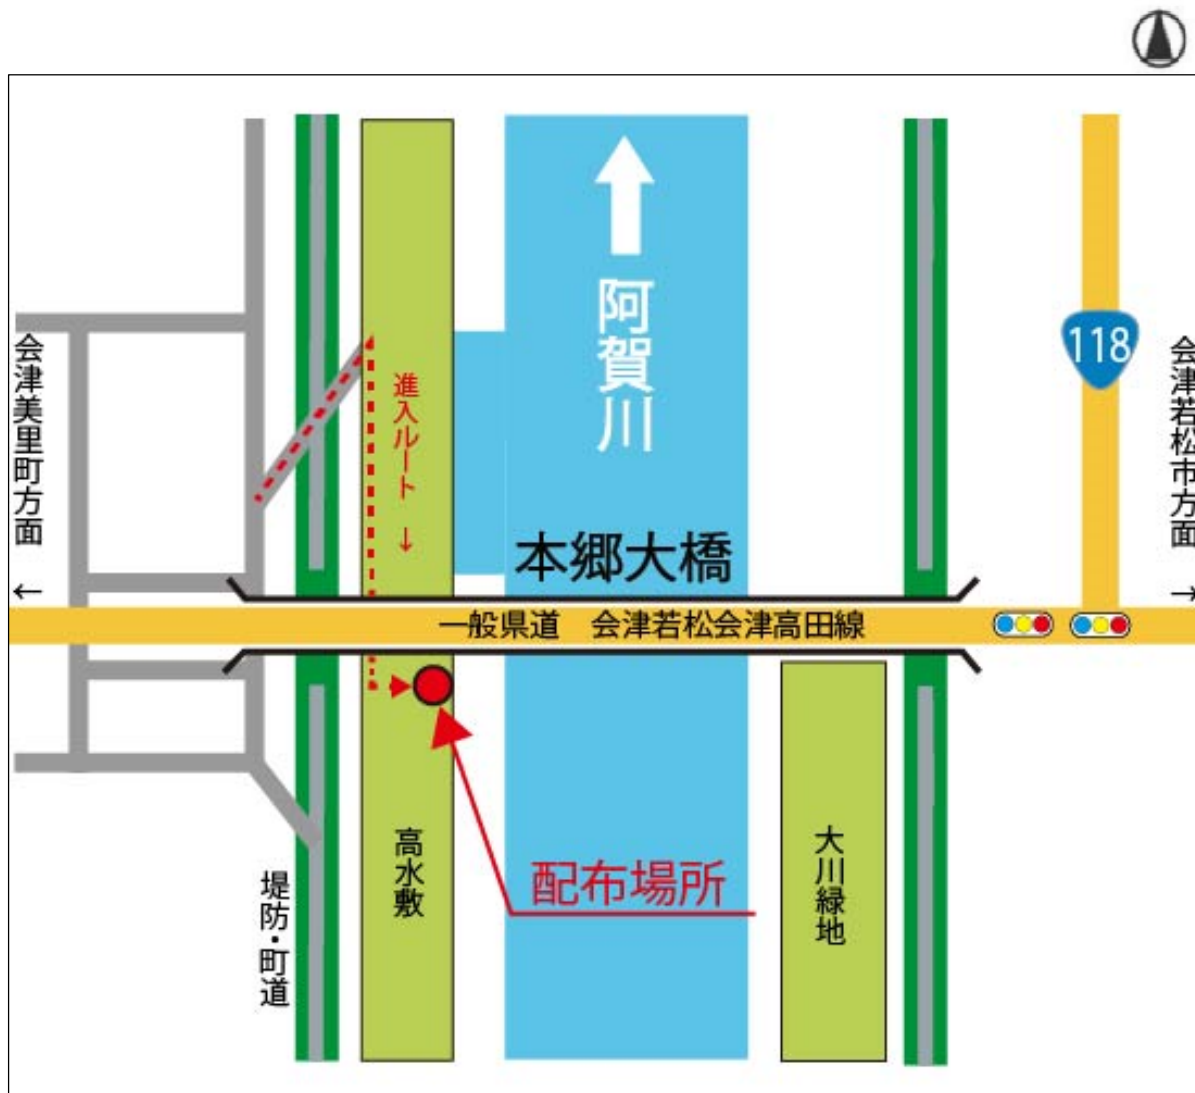 118
会津美里町方面 ←
進入ルート →
阿賀川
会津若松市方面 →
本郷大橋
一般県道 会津若松会津高田線
配布場所
高水敷
大川緑地
堤防・町道